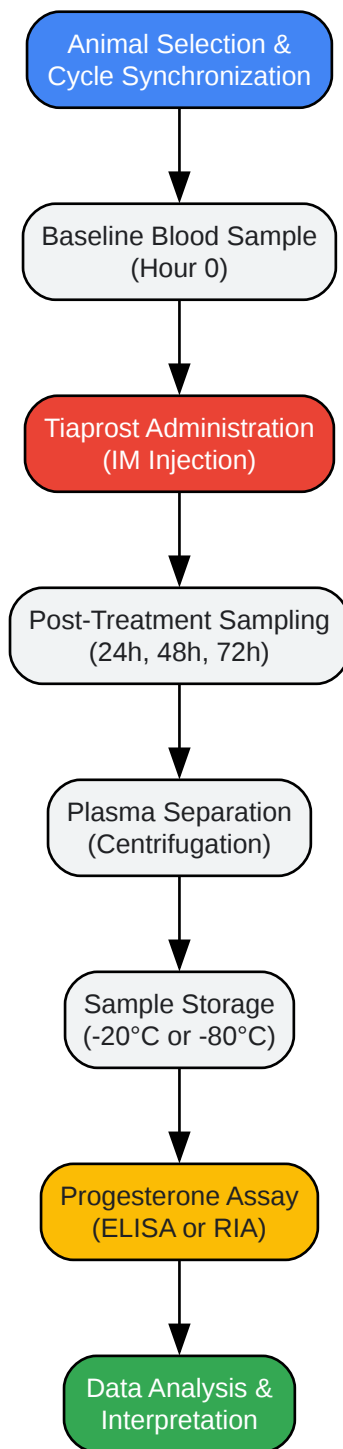 Animal Selection &
Cycle Synchronization
Baseline Blood Sample
(Hour 0)
Tiaprost Administration
(IM Injection)
Post-Treatment Sampling
(24h, 48h, 72h)
Plasma Separation
(Centrifugation)
Sample Storage
(-20°C or -80°C)
Progesterone Assay
(ELISA or RIA)
Data Analysis &
Interpretation